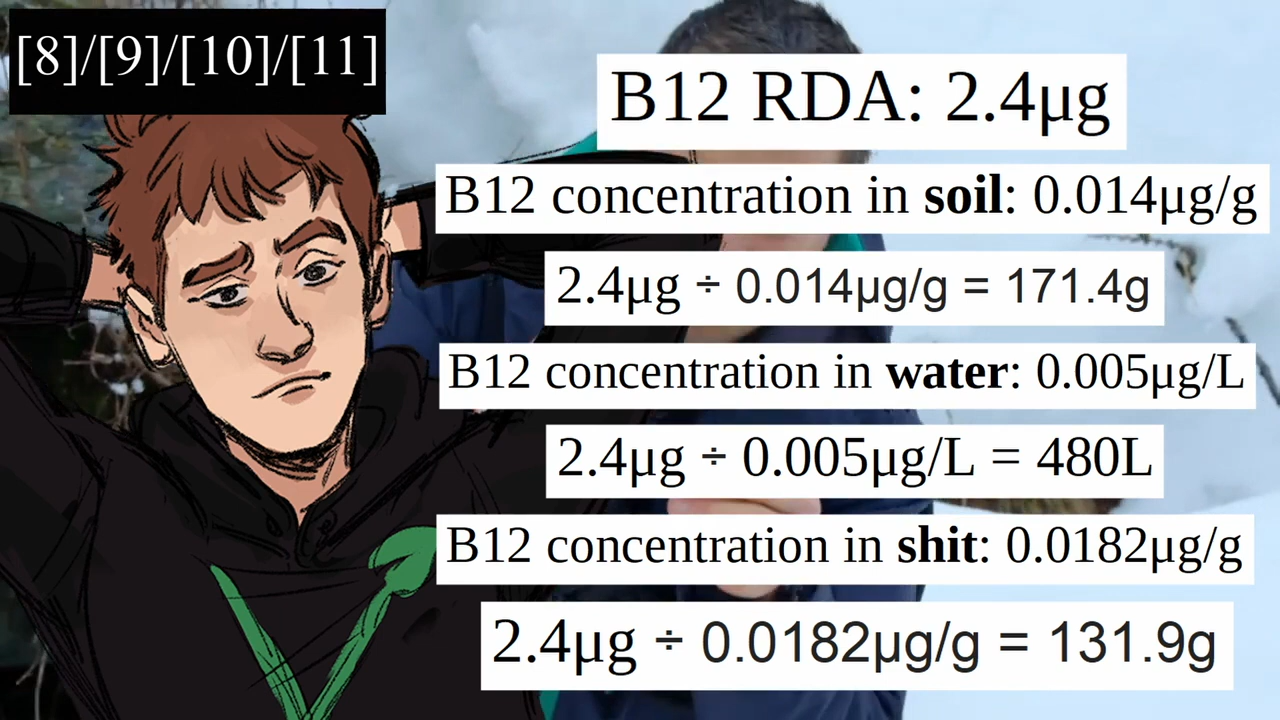 [8]/[9]/[10]/[11]
B12 RDA: 2.4μg
B12 concentration in soil: 0.014μg/g
2.4μg ÷ 0.014μg/g = 171.4g
B12 concentration in water: 0.005μg/L
2.4μg ÷ 0.005μg/L = 480L
B12 concentration in shit: 0.0182μg/g
2.4μg ÷ 0.0182μg/g = 131.9g